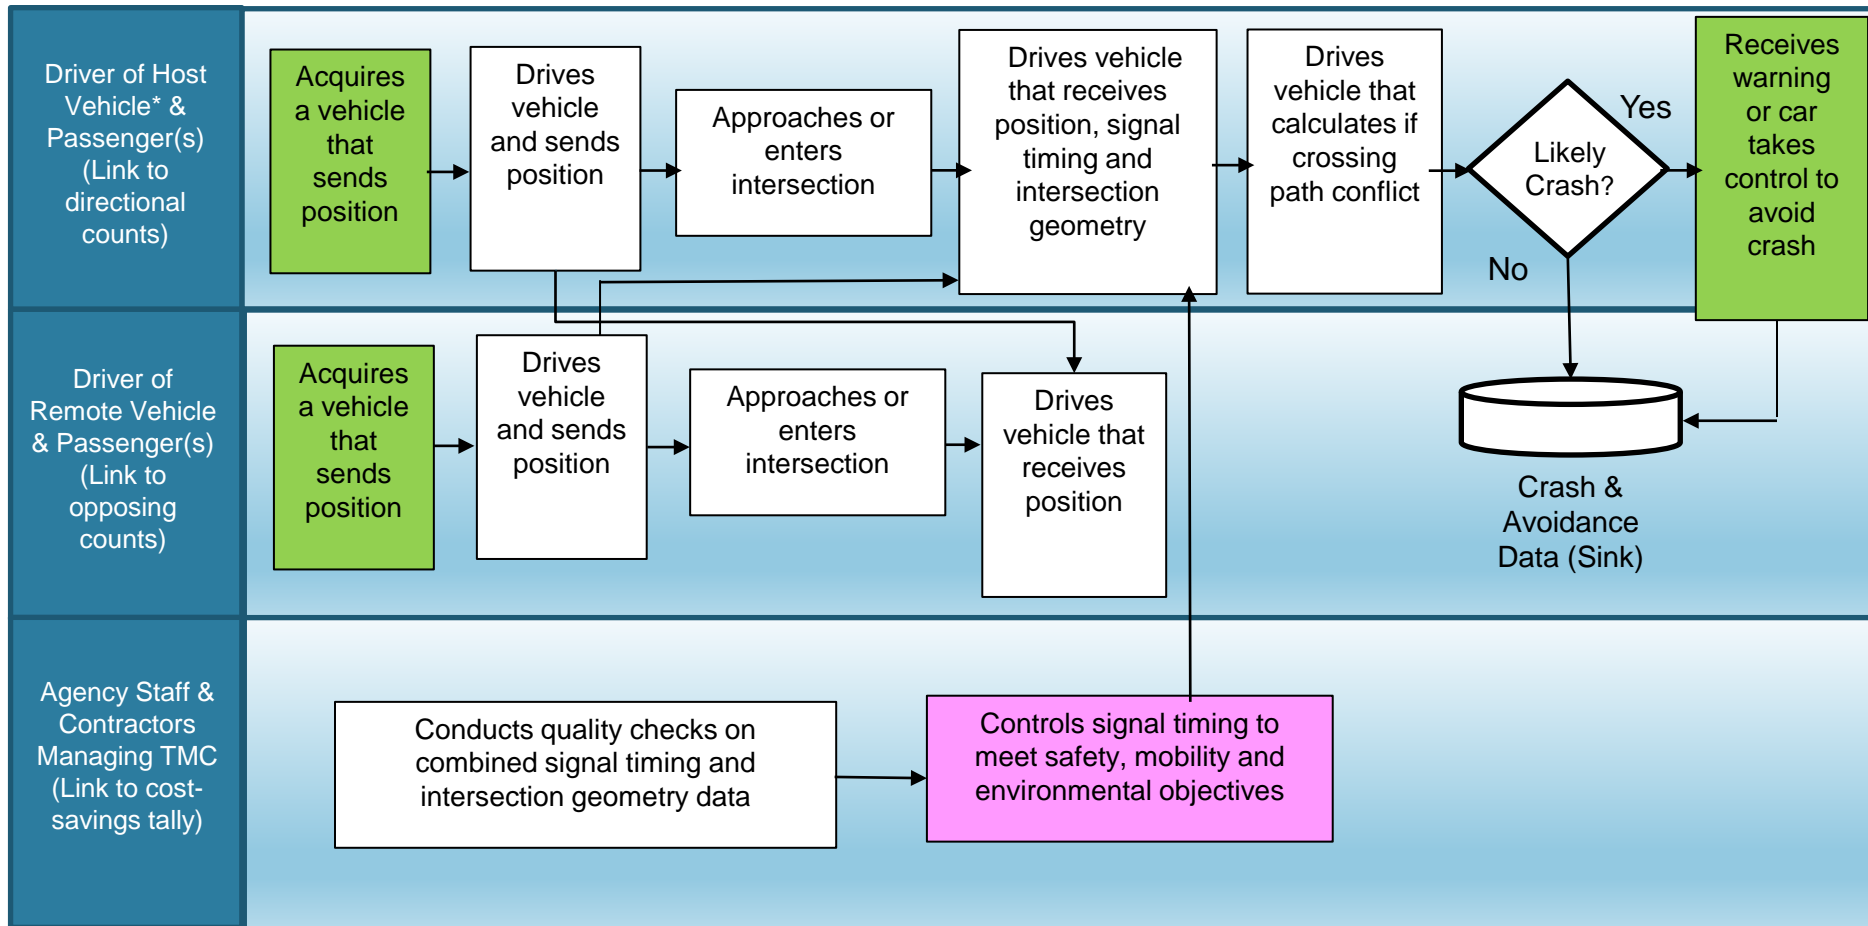 Driver of Host
Vehicle* &
Passenger(s)
(Link to
directional
counts)
Acquires
a vehicle
that
sends
position
Drives
vehicle
and sends
position
Approaches or
enters
intersection
Drives vehicle
that receives
position, signal
timing and
intersection
geometry
Drives
vehicle that
calculates if
crossing
path conflict
Likely
Crash?
Yes
No
Receives
warning
or car
takes
control to
avoid
crash
Driver of
Remote Vehicle
& Passenger(s)
(Link to
opposing
counts)
Acquires
a vehicle
that
sends
position
Drives
vehicle
and sends
position
Approaches or
enters
intersection
Drives
vehicle that
receives
position
Crash &
Avoidance
Data (Sink)
Agency Staff &
Contractors
Managing TMC
(Link to cost-
savings tally)
Conducts quality checks on
combined signal timing and
intersection geometry data
Controls signal timing to
meet safety, mobility and
environmental objectives